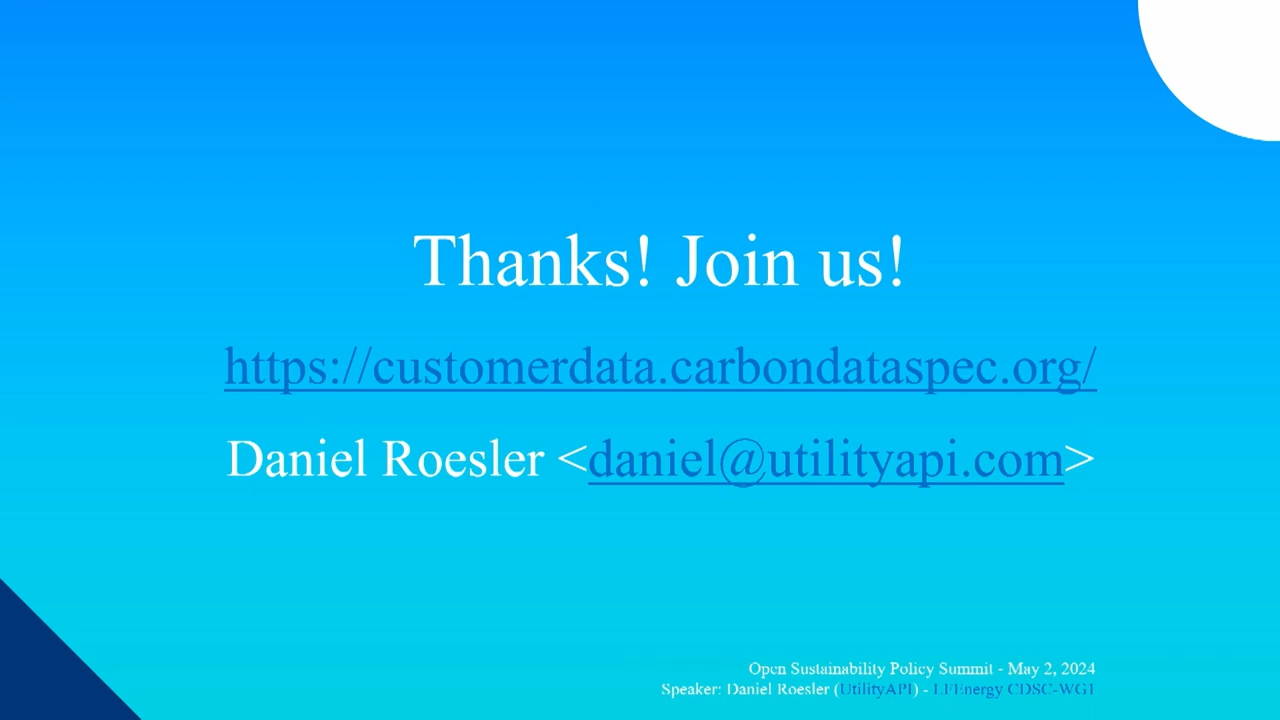 Thanks! Join us!
https://customerdata.carbondataspec.org/
Daniel Roesler <daniel@utilityapi.com>
Open Sustainability Policy Summit - May 2, 2024
Speaker: Daniel Roesler (UtilityAPI) - LFEnergy CDSC-WG1